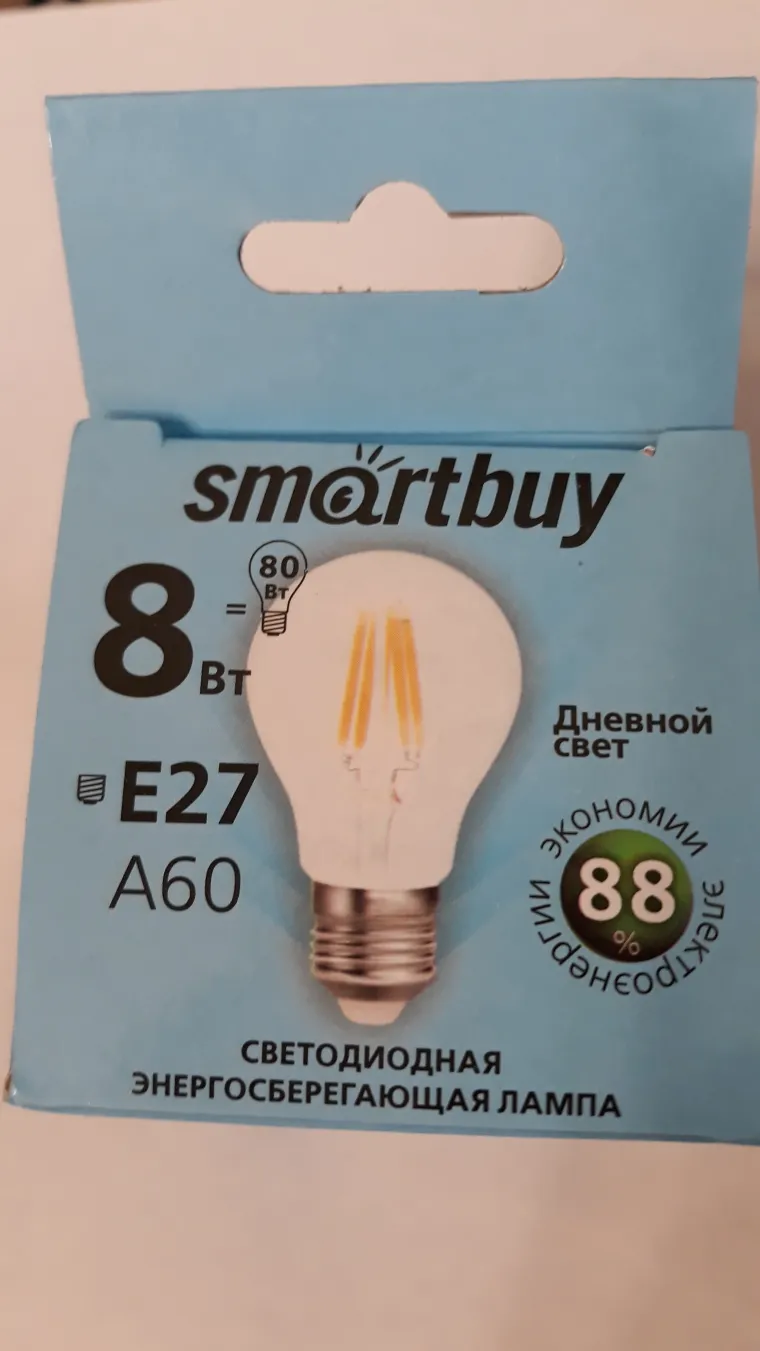 smartbuy
80
Вт
8 Вт
=
E27
A60
Дневной
свет
88
%
ЭКОНОМИИ ЭЛЕКТРОЭНЕРГИИ
СВЕТОДИОДНАЯ
ЭНЕРГОСБЕРЕГАЮЩАЯ ЛАМПА